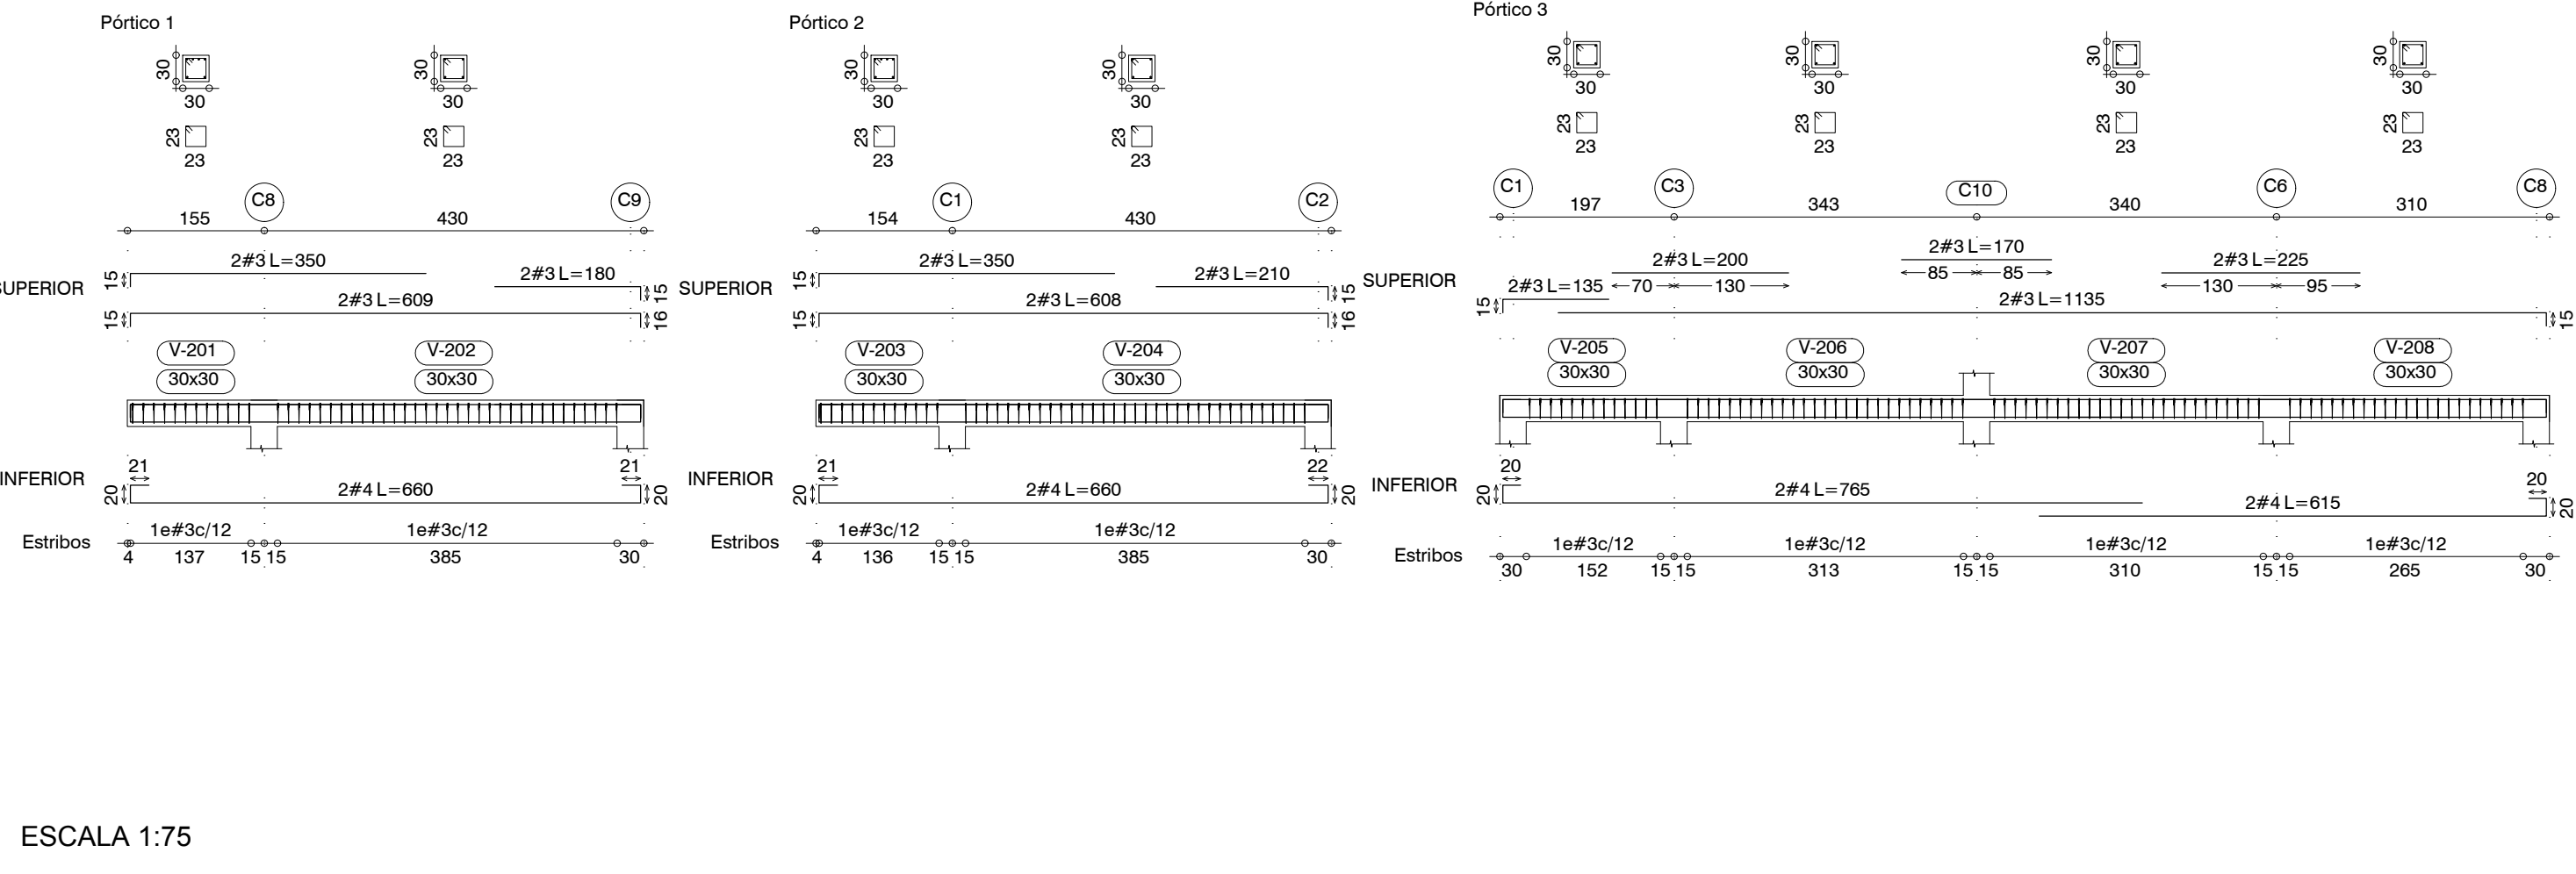 Pórtico 1
30
30
30
30
23
23
23
23
C8
C9
155
430
SUPERIOR
2#3 L=350
15
2#3 L=180
15
2#3 L=609
15
16
V-201
V-202
30x30
30x30
INFERIOR
21
21
20
2#4 L=660
20
Estribos
1e#3c/12
1e#3c/12
4
137
15 15
385
30
Pórtico 2
30
30
30
30
23
23
23
23
C1
C2
154
430
SUPERIOR
2#3 L=350
15
2#3 L=210
15
2#3 L=608
15
16
V-203
V-204
30x30
30x30
INFERIOR
21
22
20
2#4 L=660
20
Estribos
1e#3c/12
1e#3c/12
4
136
15 15
385
30
Pórtico 3
30
30
30
30
30
30
30
30
23
23
23
23
23
23
23
23
C1
C3
C10
C6
C8
197
343
340
310
SUPERIOR
2#3 L=170
85
85
2#3 L=200
70
130
2#3 L=225
130
95
2#3 L=135
15
2#3 L=1135
15
V-205
V-206
V-207
V-208
30x30
30x30
30x30
30x30
INFERIOR
20
20
2#4 L=765
20
2#4 L=615
20
Estribos
1e#3c/12
1e#3c/12
1e#3c/12
1e#3c/12
30
152
15 15
313
15 15
310
15 15
265
30
ESCALA 1:75